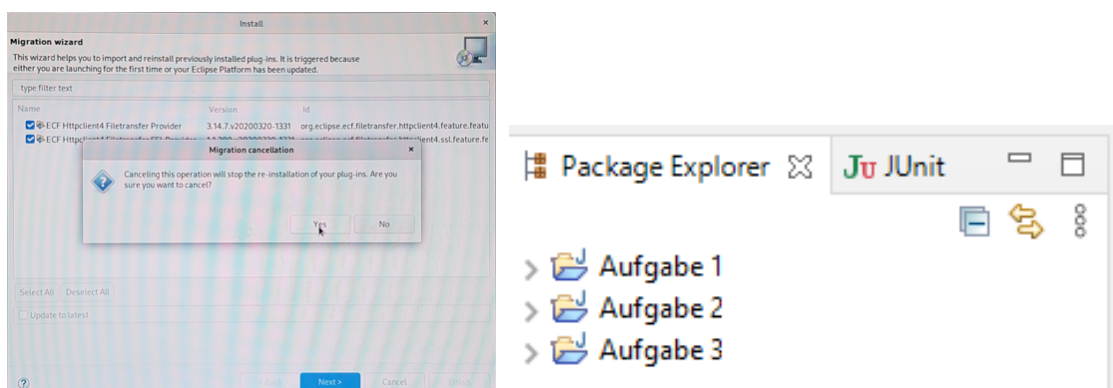 Install
Migration wizard
This wizard helps you to import and reinstall previously installed plug-ins. It is triggered because
either you are launching for the first time or your Eclipse Platform has been updated.
type filter text
Name Version Id
ECF Httpclient4 Filetransfer Provider 3.14.7.v20200320-1331 org.eclipse.ecf.filetransfer.httpclient4.feature.featu
ECF
Migration cancellation
Canceling this operation will stop the re-installation of your plug-ins. Are you
sure you want to cancel?
Yes No
Select All Deselect All
Update to latest
Next > Cancel
Package Explorer JUnit
Aufgabe 1
Aufgabe 2
Aufgabe 3